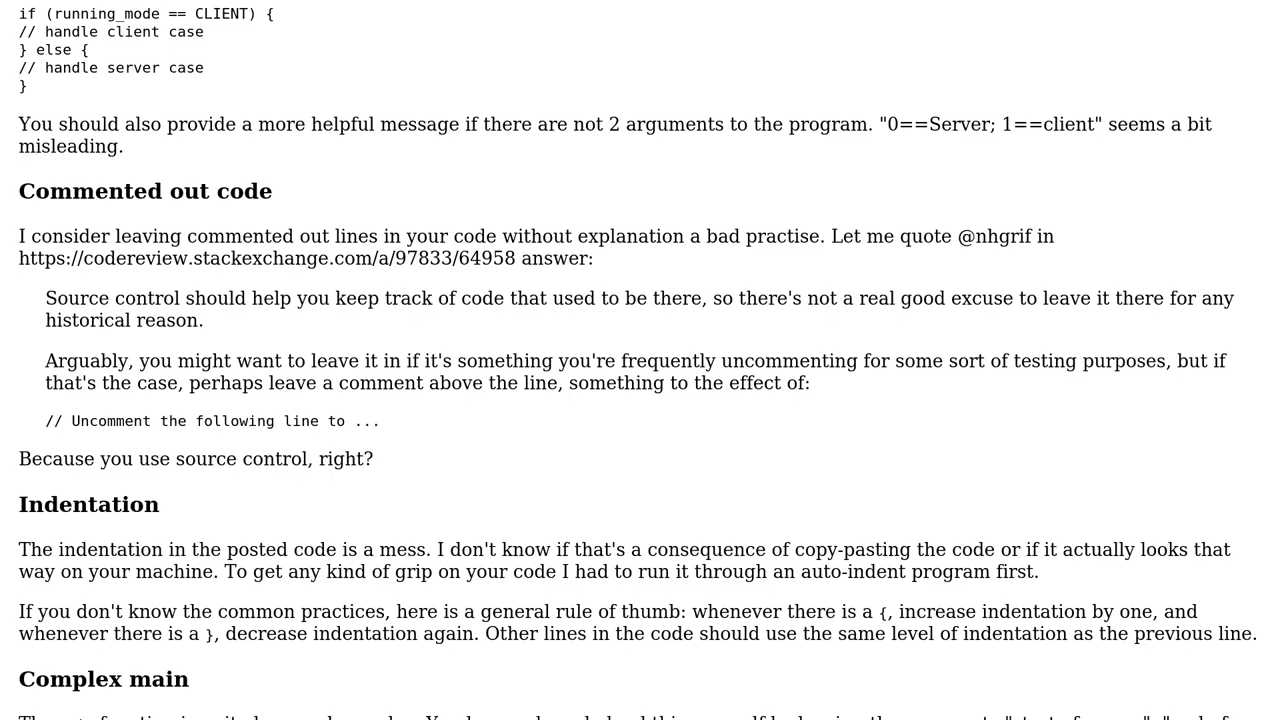 if (running_mode == CLIENT) {
// handle client case
} else {
// handle server case
}
You should also provide a more helpful message if there are not 2 arguments to the program. "0==Server; 1==client" seems a bit
misleading.
Commented out code
I consider leaving commented out lines in your code without explanation a bad practise. Let me quote @nhgrif in
https://codereview.stackexchange.com/a/97833/64958 answer:
Source control should help you keep track of code that used to be there, so there's not a real good excuse to leave it there for any
historical reason.
Arguably, you might want to leave it in if it's something you're frequently uncommenting for some sort of testing purposes, but if
that's the case, perhaps leave a comment above the line, something to the effect of:
// Uncomment the following line to ...
Because you use source control, right?
Indentation
The indentation in the posted code is a mess. I don't know if that's a consequence of copy-pasting the code or if it actually looks that
way on your machine. To get any kind of grip on your code I had to run it through an auto-indent program first.
If you don't know the common practices, here is a general rule of thumb: whenever there is a {, increase indentation by one, and
whenever there is a }, decrease indentation again. Other lines in the code should use the same level of indentation as the previous line.
Complex main